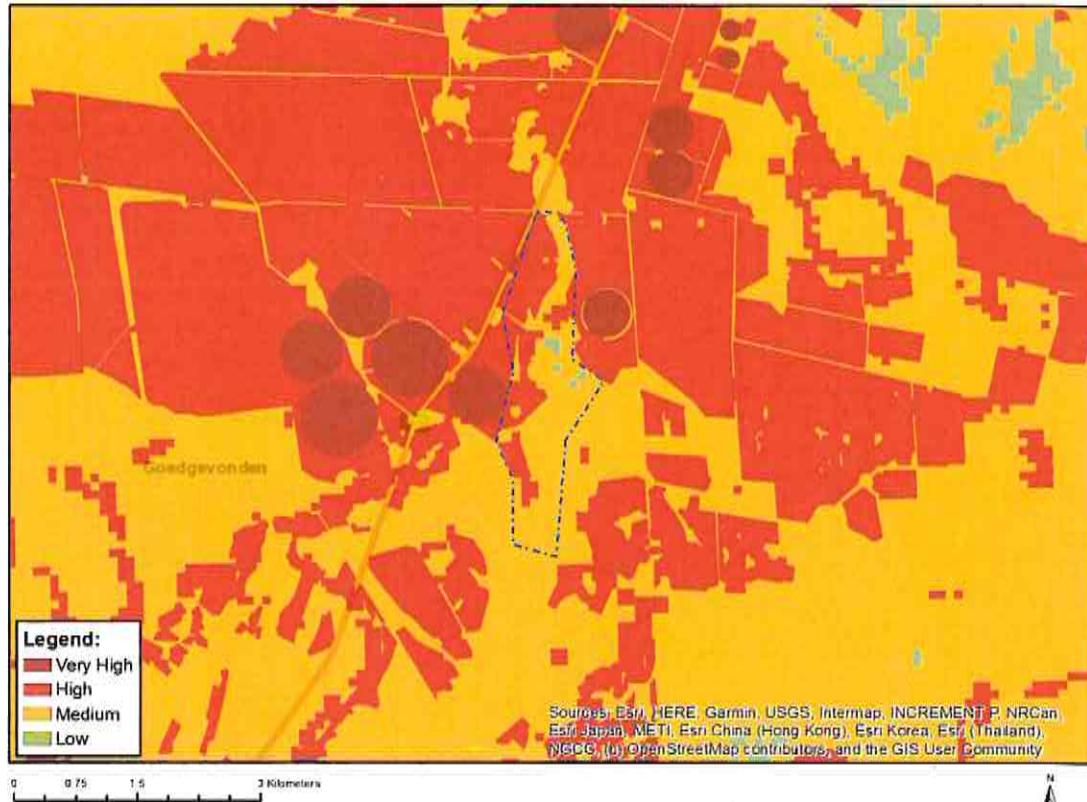 Goedgevonden
Legend:
Very High
High
Medium
Low
Sources: Esri, HERE, Garmin, USGS, Intermap, INCREMENT P, NRCan,
Esri Japan, METI, Esri China (Hong Kong), Esri Korea, Esri (Thailand),
NGCC, (c) OpenStreetMap contributors, and the GIS User Community
0 0.75 1.5 3 Kilometers
N